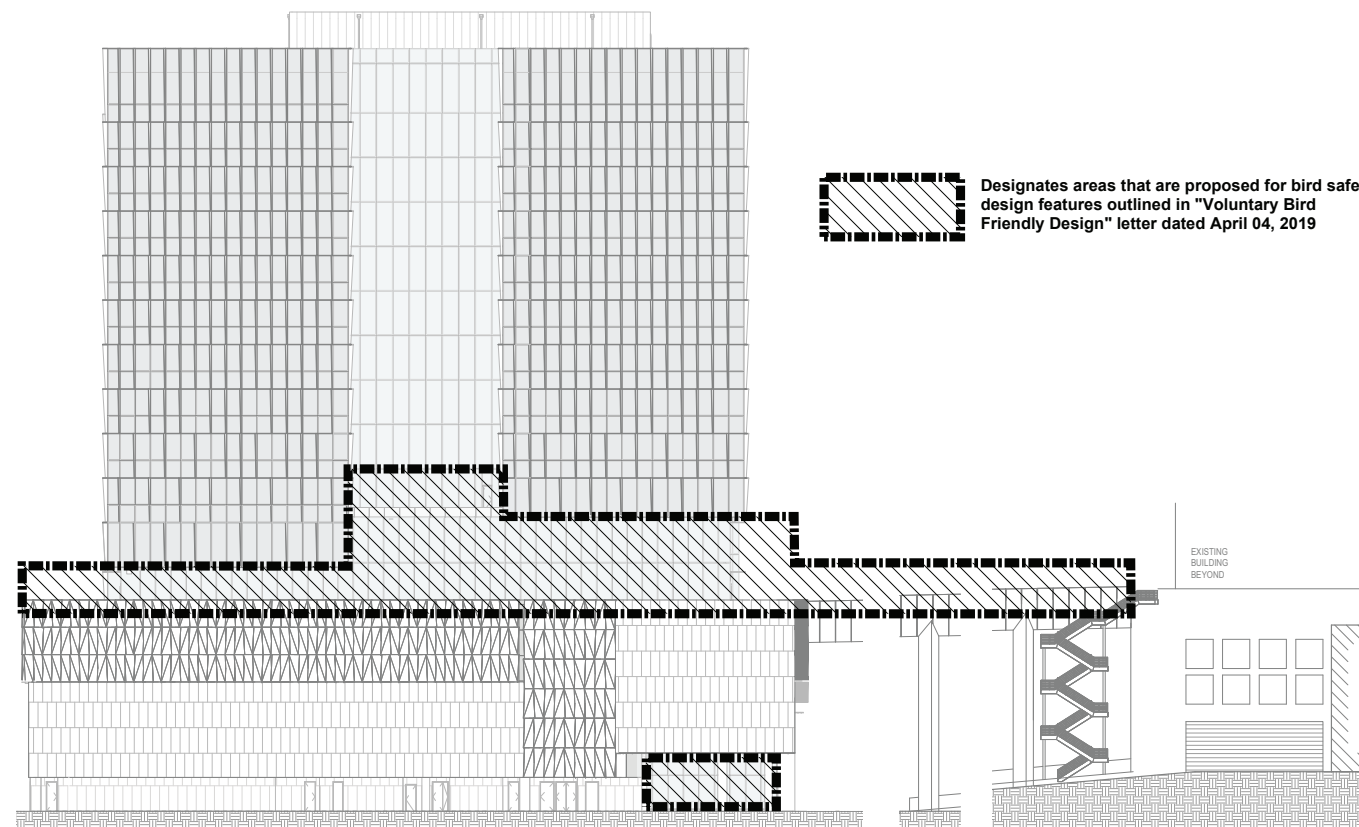 Designates areas that are proposed for bird safe
design features outlined in "Voluntary Bird
Friendly Design" letter dated April 04, 2019
EXISTING
BUILDING
BEYOND